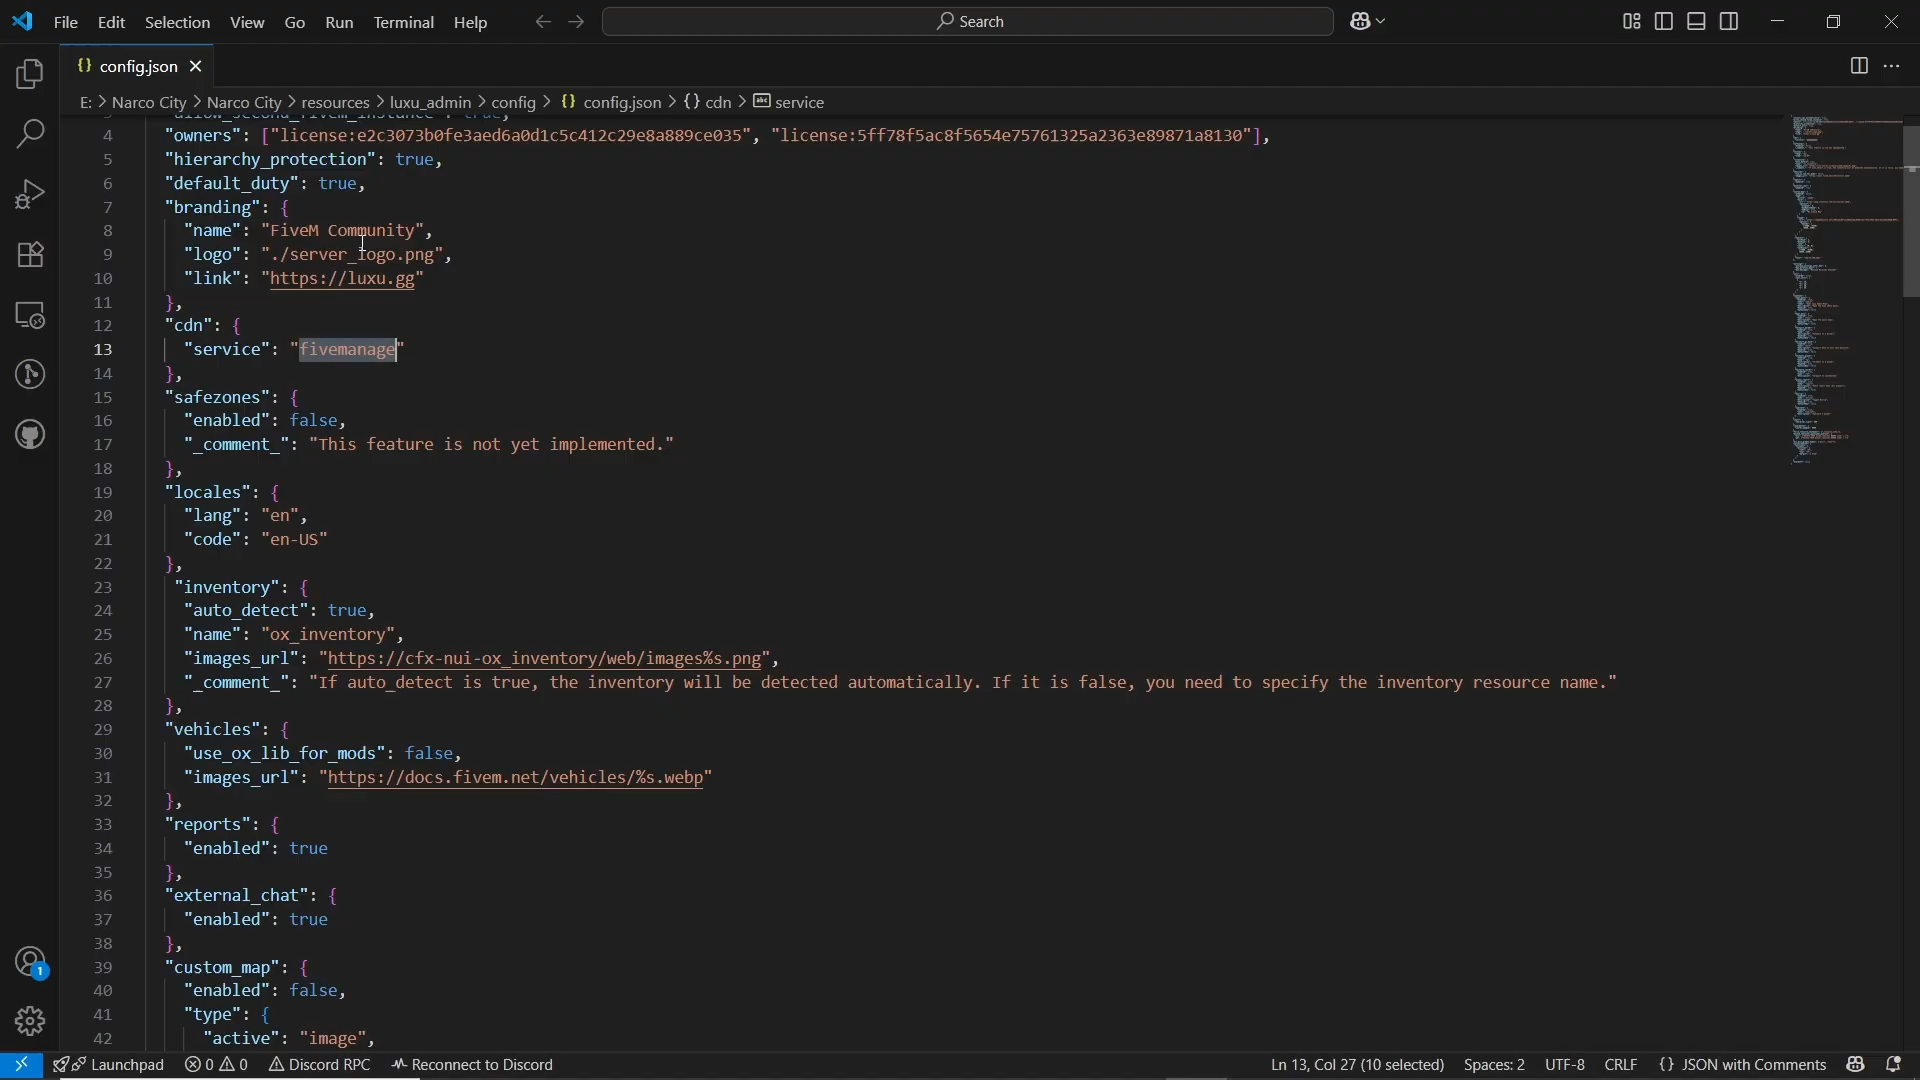 File Edit Selection View Go Run Terminal Help
Search
config.json
E: > Narco City > Narco City > resources > luxu_admin > config > {} config.json > {} cdn > abc service
4 "owners": ["license:e2c3073b0fe3aed6a0d1c5c412c29e8a889ce035", "license:5ff78f5ac8f5654e75761325a2363e89871a8130"],
5 "hierarchy_protection": true,
6 "default_duty": true,
7 "branding": {
8 "name": "FiveM Community",
9 "logo": "./server_logo.png",
10 "link": "https://luxu.gg"
11 },
12 "cdn": {
13 "service": "fivemanage"
14 },
15 "safezones": {
16 "enabled": false,
17 "_comment_": "This feature is not yet implemented."
18 },
19 "locales": {
20 "lang": "en",
21 "code": "en-US"
22 },
23 "inventory": {
24 "auto_detect": true,
25 "name": "ox_inventory",
26 "images_url": "https://cfx-nui-ox_inventory/web/images%s.png",
27 "_comment_": "If auto_detect is true, the inventory will be detected automatically. If it is false, you need to specify the inventory resource name."
28 },
29 "vehicles": {
30 "use_ox_lib_for_mods": false,
31 "images_url": "https://docs.fivem.net/vehicles/%s.webp"
32 },
33 "reports": {
34 "enabled": true
35 },
36 "external_chat": {
37 "enabled": true
38 },
39 "custom_map": {
40 "enabled": false,
41 "type": {
42 "active": "image",
1
Launchpad 0 0 Discord RPC Reconnect to Discord Ln 13, Col 27 (10 selected) Spaces: 2 UTF-8 CRLF {} JSON with Comments